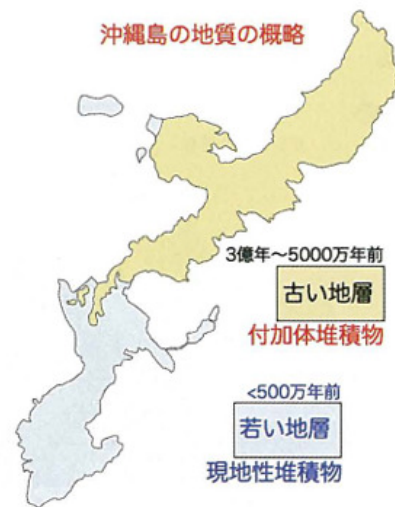 沖縄島の地質の概略
3億年~5000万年前
古い地層
付加体堆積物
<500万年前
若い地層
現地性堆積物